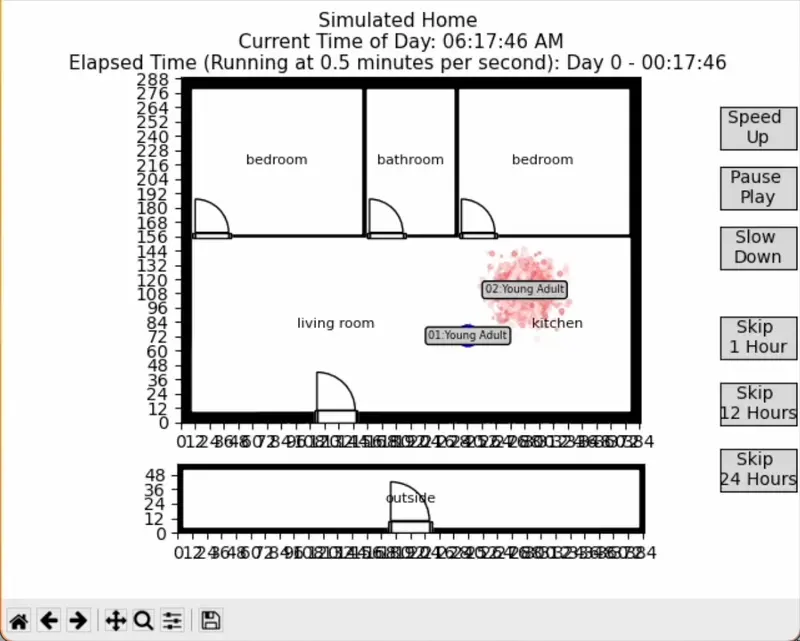 Simulated Home
Current Time of Day: 06:17:46 AM
Elapsed Time (Running at 0.5 minutes per second): Day 0 - 00:17:46
288
276
264
252
240
228
216
204
192
180
168
156
144
132
120
108
96
84
72
60
48
36
24
12
0
bedroom
bathroom
bedroom
living room
kitchen
02:Young Adult
01:Young Adult
48
36
24
12
0
outside
Speed
Up
Pause
Play
Slow
Down
Skip
1 Hour
Skip
12 Hours
Skip
24 Hours